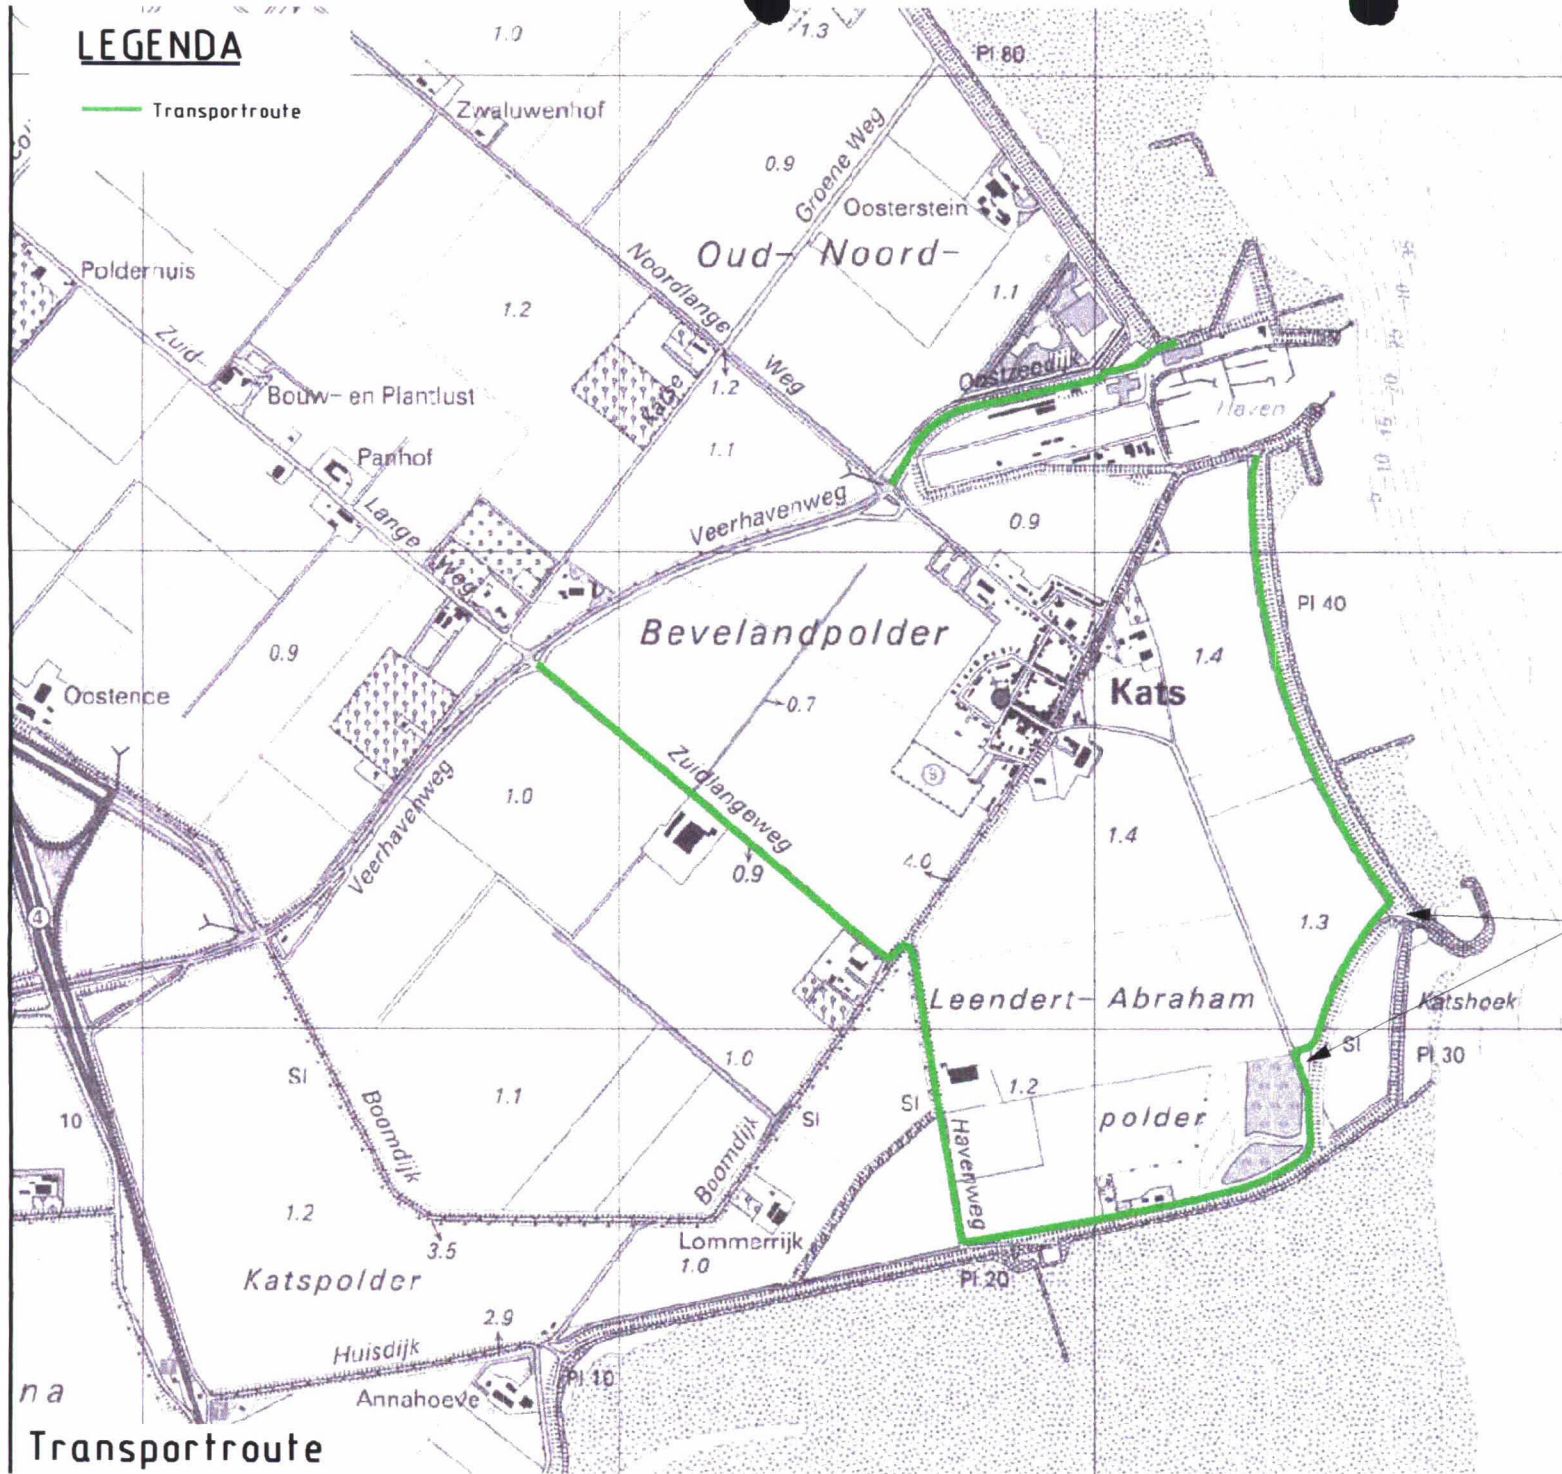 LEGENDA
Transportroute
1.0
1.3
Pl 80
Zwaluwenhof
0.9
Groene Weg
Oosterstein
Oud- Noord-
Noordlange
Weg
1.1
Polderhuis
1.2
Zuid-
Bouw- en Plantlust
Katse
1.2
Oostzeedijk
Haven
1.1
Panhof
Lange
Weg
Veerhavenweg
0.9
Pl 40
Bevelandpolder
0.9
1.4
Oostende
0.7
Kats
Zuidlangeweg
1.0
Veerhavenweg
9
1.4
4.0
0.9
4
1.3
Leendert- Abraham
Katshoek
Sl
Pl 30
Sl
1.0
1.2
Sl
Sl
1.1
10
Boomdijk
Boomdijk
polder
Havenweg
1.2
3.5
Lommerrijk
1.0
Pl 20
Katspolder
2.9
Huisdijk
Pl 10
Annahoeve
na
Transportroute